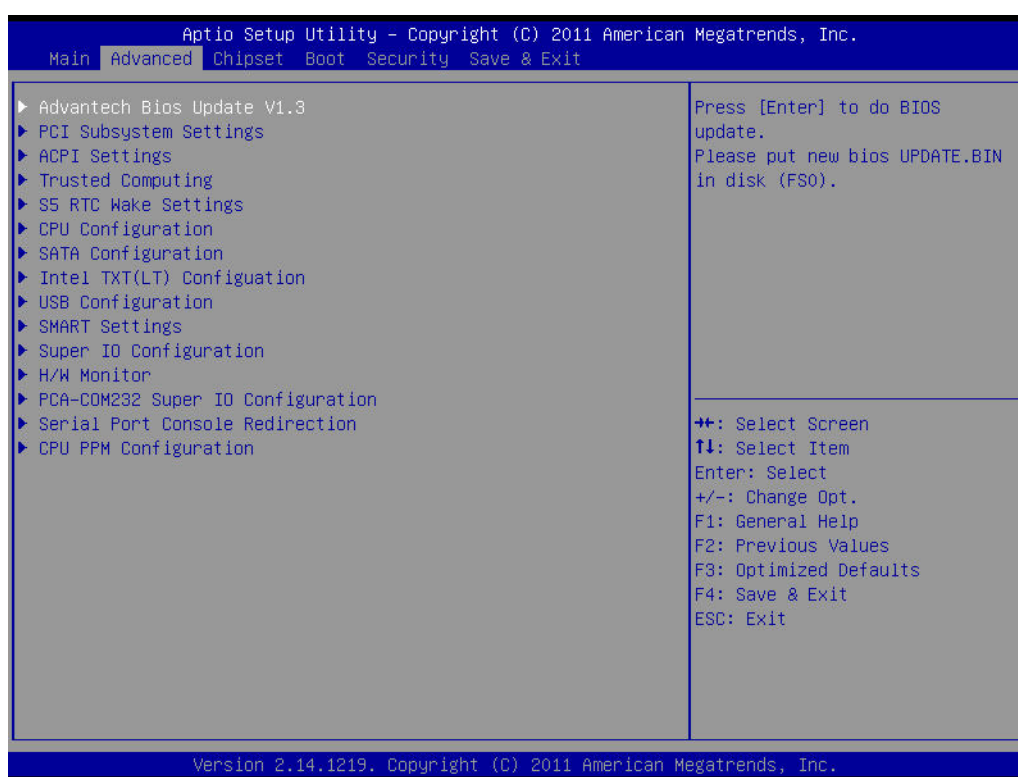 Aptio Setup Utility – Copyright (C) 2011 American Megatrends, Inc.
Main Advanced Chipset Boot Security Save & Exit
Advantech Bios Update V1.3
PCI Subsystem Settings
ACPI Settings
Trusted Computing
S5 RTC Wake Settings
CPU Configuration
SATA Configuration
Intel TXT(LT) Configuation
USB Configuration
SMART Settings
Super IO Configuration
H/W Monitor
PCA-COM232 Super IO Configuration
Serial Port Console Redirection
CPU PPM Configuration
Press [Enter] to do BIOS
update.
Please put new bios UPDATE.BIN
in disk (FS0).
→←: Select Screen
↑↓: Select Item
Enter: Select
+/-: Change Opt.
F1: General Help
F2: Previous Values
F3: Optimized Defaults
F4: Save & Exit
ESC: Exit
Version 2.14.1219. Copyright (C) 2011 American Megatrends, Inc.